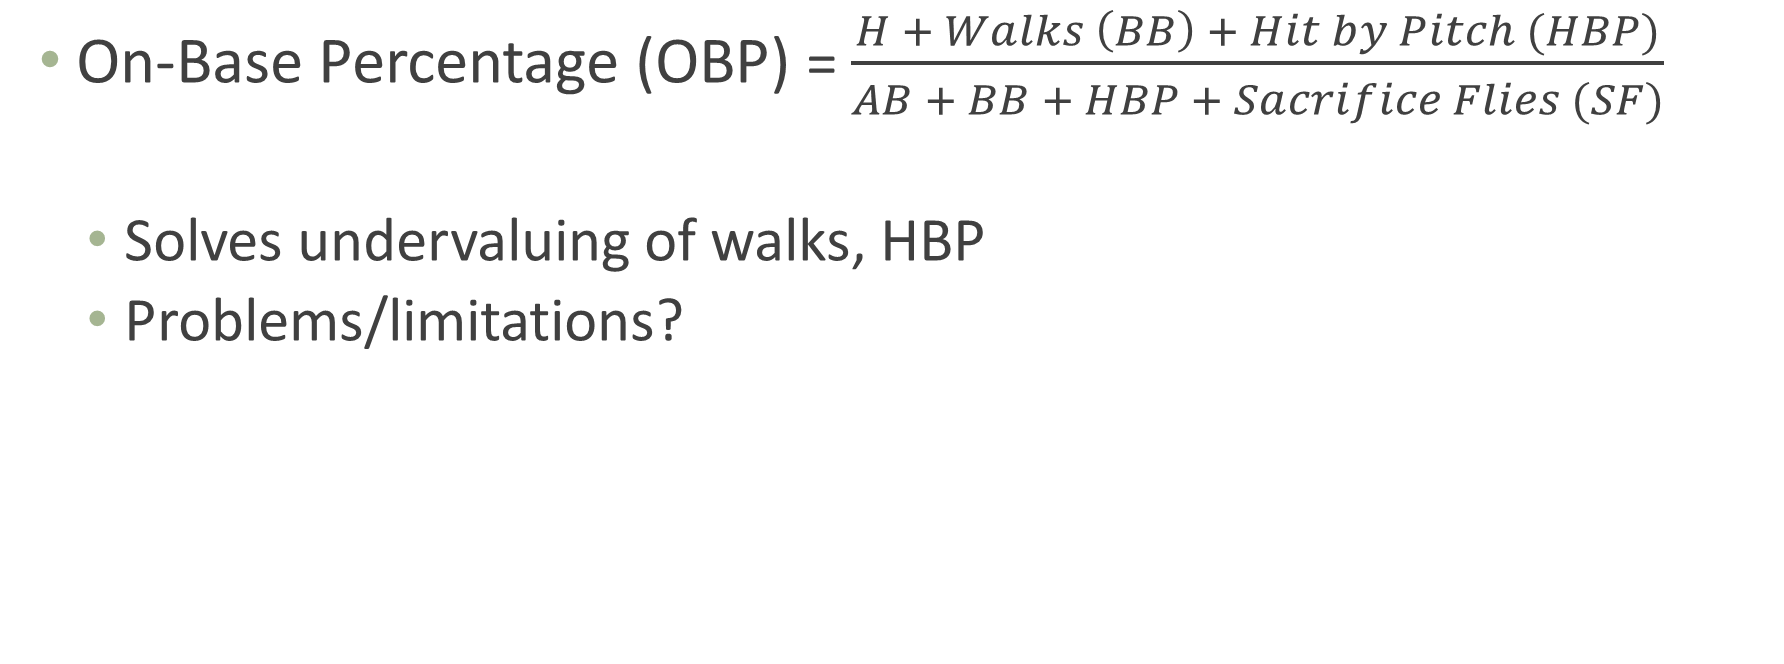 • On-Base Percentage (OBP) = \frac{H + Walks (BB) + Hit by Pitch (HBP)}{AB + BB + HBP + Sacrifice Flies (SF)}
• Solves undervaluing of walks, HBP
• Problems/limitations?